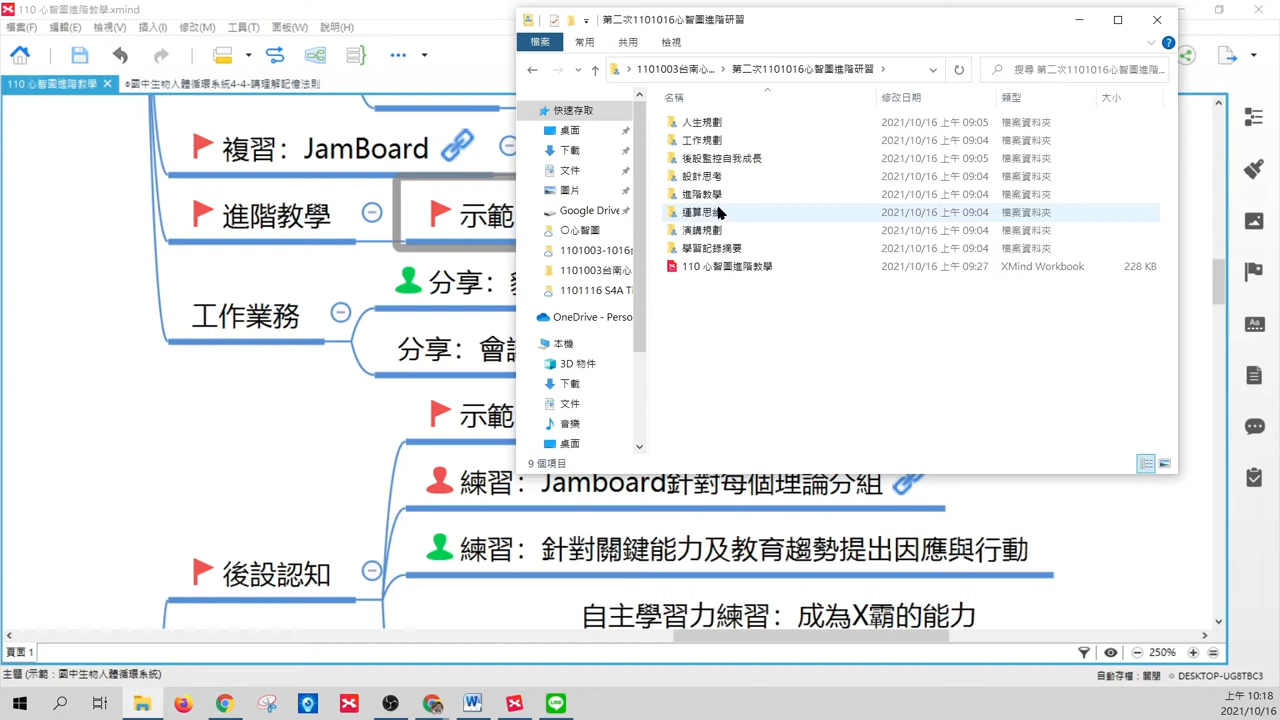 110 心智圖進階教學.xmind
檔案(F) 編輯(E) 檢視(V) 插入(I) 修改(M) 工具(T) 面板(W) 說明(H)
110 心智圖進階教學
國中生物人體循環系統4-4-講理解記憶法則
複習：JamBoard
進階教學
示範
工作業務
分享：
分享：會
示範
練習：Jamboard針對每個理論分組
練習：針對關鍵能力及教育趨勢提出因應與行動
後設認知
自主學習力練習：成為X霸的能力
第二次1101016心智圖進階研習
檔案 常用 共用 檢視
1101003台南心... 第二次1101016心智圖進階研習
搜尋 第二次1101016心智圖進階...
名稱 修改日期 類型 大小
快速存取
桌面
下載
文件
圖片
Google Drive
〇心智圖
1101003-1016台
1101003台南心
1101116 S4A Ti
OneDrive - Perso
本機
3D 物件
下載
文件
音樂
桌面
人生規劃 2021/10/16 上午 09:05 檔案資料夾
工作規劃 2021/10/16 上午 09:04 檔案資料夾
後設監控自我成長 2021/10/16 上午 09:05 檔案資料夾
設計思考 2021/10/16 上午 09:04 檔案資料夾
進階教學 2021/10/16 上午 09:04 檔案資料夾
運算思維 2021/10/16 上午 09:04 檔案資料夾
演講規劃 2021/10/16 上午 09:04 檔案資料夾
學習記錄摘要 2021/10/16 上午 09:04 檔案資料夾
110 心智圖進階教學 2021/10/16 上午 09:27 XMind Workbook 228 KB
9 個項目
頁面 1
250%
主題 (示範：國中生物人體循環系統)
自動存檔：關閉 DESKTOP-UG8TBC3
上午 10:18
2021/10/16